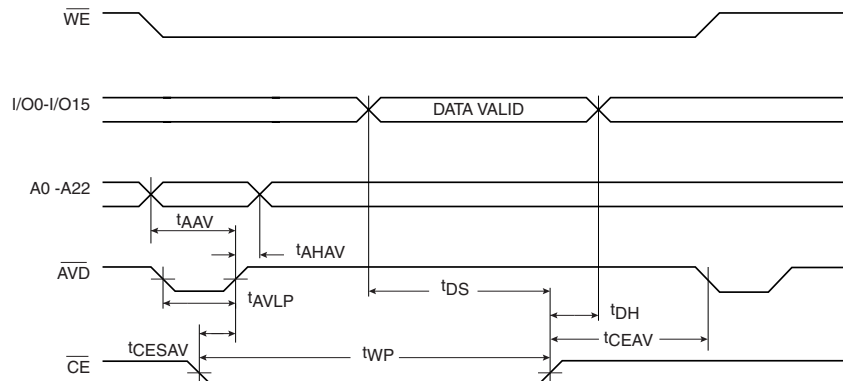 WE
I/O0-I/O15
DATA VALID
A0 -A22
tAAV
tAHAV
AVD
tAVLP
tDS
tDH
tCESAV
tWP
tCEAV
CE